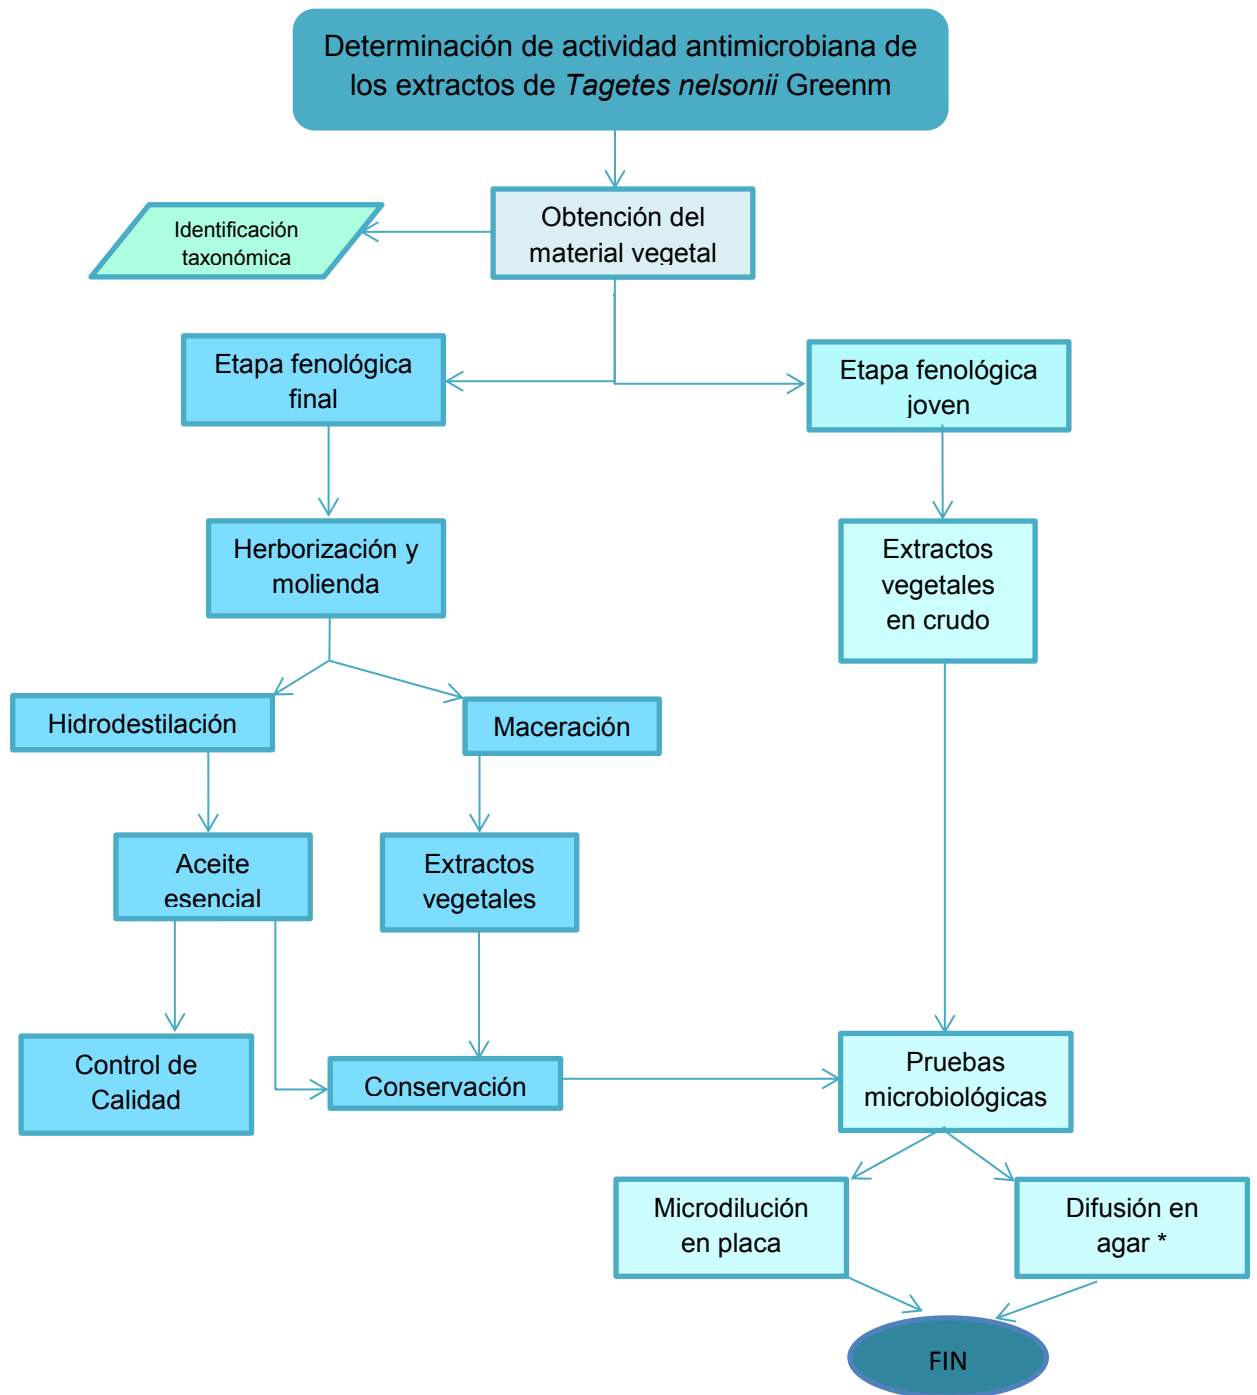 Determinación de actividad antimicrobiana de
los extractos de Tagetes nelsonii Greenm
Obtención del
material vegetal
Identificación
taxonómica
Etapa fenológica
final
Etapa fenológica
joven
Herborización y
molienda
Extractos
vegetales
en crudo
Hidrodestilación
Maceración
Aceite
esencial
Extractos
vegetales
Control de
Calidad
Conservación
Pruebas
microbiológicas
Microdilución
en placa
Difusión en
agar *
FIN